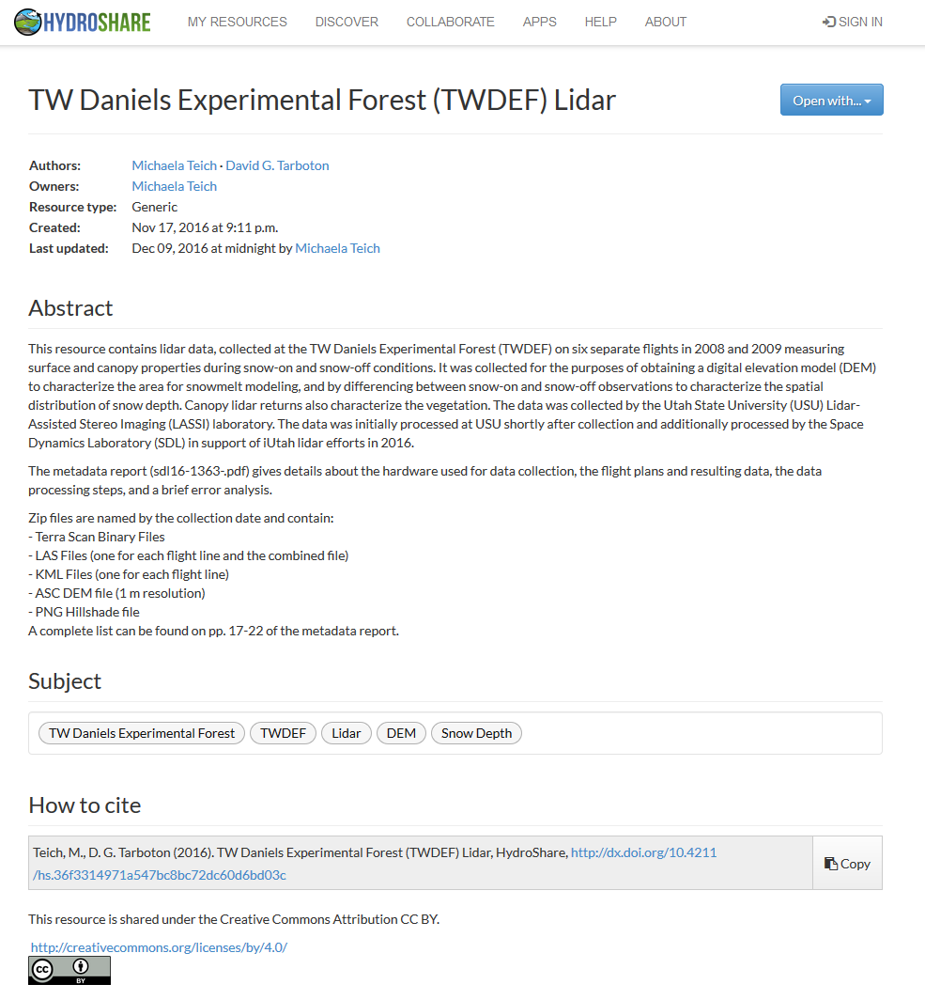 HYDROSHARE MY RESOURCES DISCOVER COLLABORATE APPS HELP ABOUT SIGN IN
TW Daniels Experimental Forest (TWDEF) Lidar
Open with...
Authors: Michaela Teich · David G. Tarboton
Owners: Michaela Teich
Resource type: Generic
Created: Nov 17, 2016 at 9:11 p.m.
Last updated: Dec 09, 2016 at midnight by Michaela Teich
Abstract
This resource contains lidar data, collected at the TW Daniels Experimental Forest (TWDEF) on six separate flights in 2008 and 2009 measuring
surface and canopy properties during snow-on and snow-off conditions. It was collected for the purposes of obtaining a digital elevation model (DEM)
to characterize the area for snowmelt modeling, and by differencing between snow-on and snow-off observations to characterize the spatial
distribution of snow depth. Canopy lidar returns also characterize the vegetation. The data was collected by the Utah State University (USU) Lidar-
Assisted Stereo Imaging (LASSI) laboratory. The data was initially processed at USU shortly after collection and additionally processed by the Space
Dynamics Laboratory (SDL) in support of iUtah lidar efforts in 2016.
The metadata report (sdl16-1363-.pdf) gives details about the hardware used for data collection, the flight plans and resulting data, the data
processing steps, and a brief error analysis.
Zip files are named by the collection date and contain:
- Terra Scan Binary Files
- LAS Files (one for each flight line and the combined file)
- KML Files (one for each flight line)
- ASC DEM file (1 m resolution)
- PNG Hillshade file
A complete list can be found on pp. 17-22 of the metadata report.
Subject
TW Daniels Experimental Forest TWDEF Lidar DEM Snow Depth
How to cite
Teich, M., D. G. Tarboton (2016). TW Daniels Experimental Forest (TWDEF) Lidar, HydroShare, http://dx.doi.org/10.4211
/hs.36f3314971a547bc8bc72dc60d6bd03c
Copy
This resource is shared under the Creative Commons Attribution CC BY.
http://creativecommons.org/licenses/by/4.0/
cc
BY